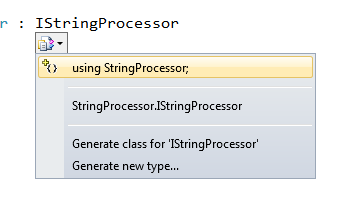 r : IStringProcessor
using StringProcessor;
StringProcessor.IStringProcessor
Generate class for 'IStringProcessor'
Generate new type...